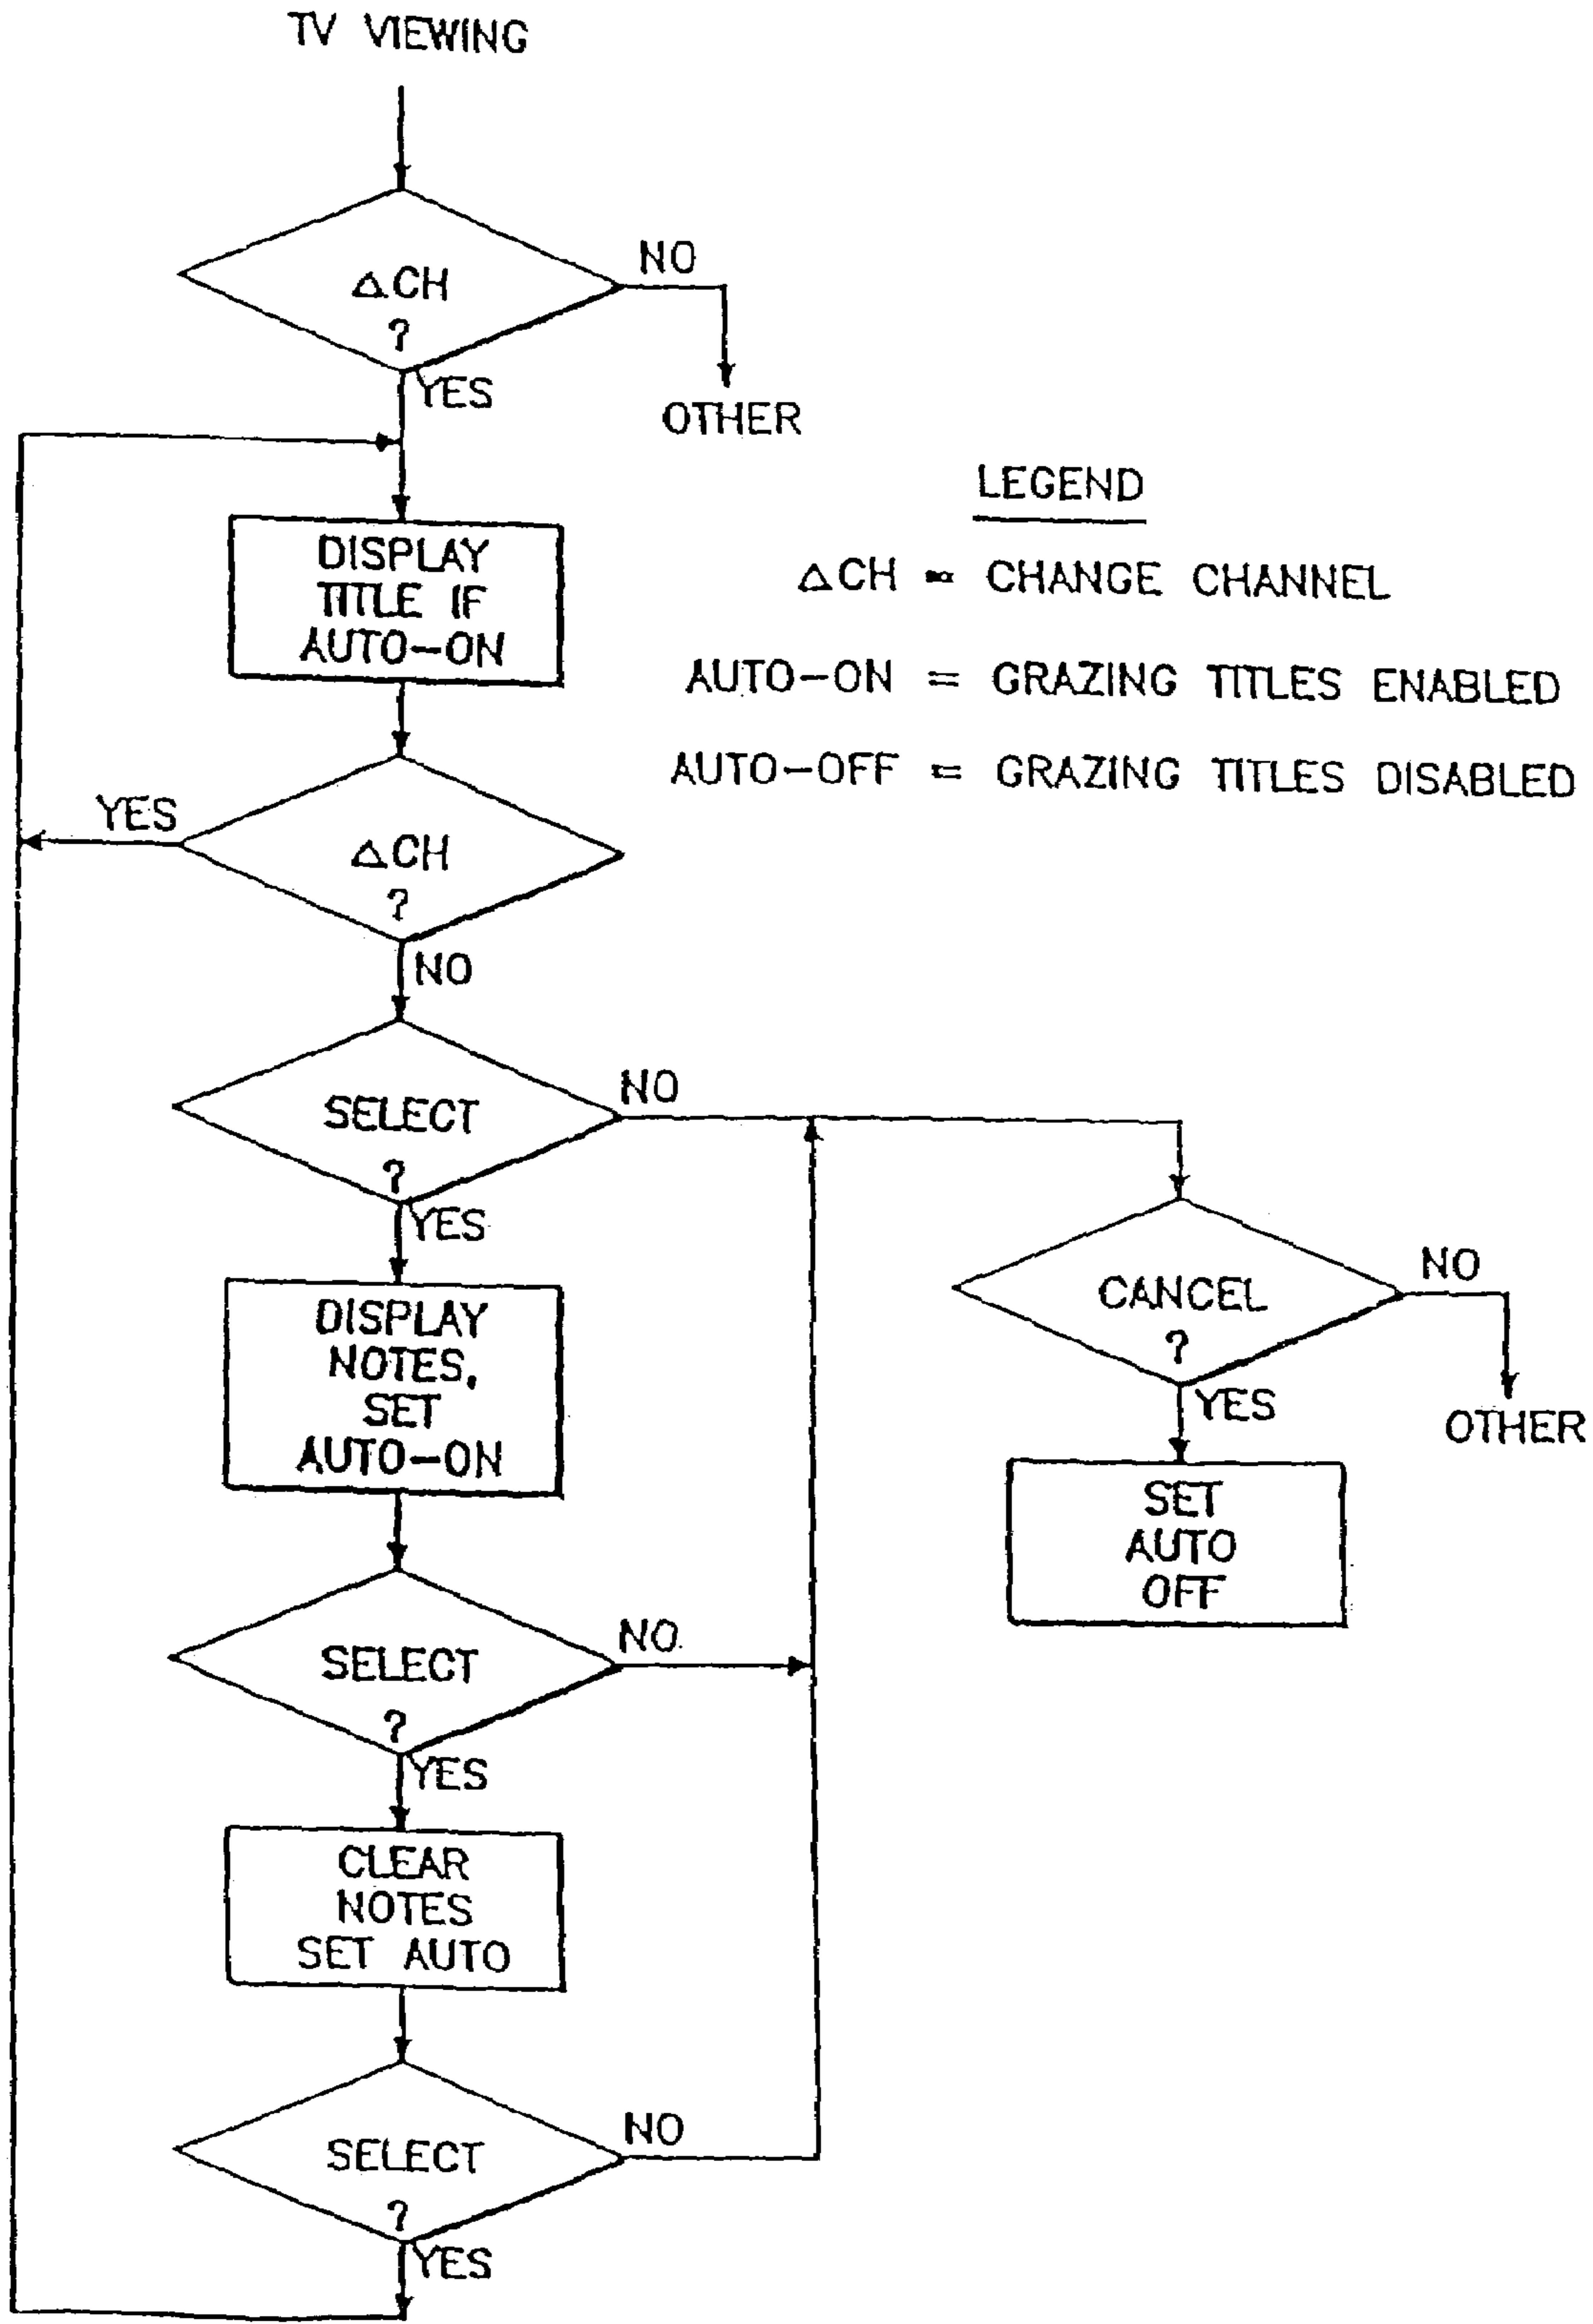 TV VIEWING
ΔCH
?
NO
YES
OTHER
LEGEND
ΔCH = CHANGE CHANNEL
AUTO-ON = GRAZING TITLES ENABLED
AUTO-OFF = GRAZING TITLES DISABLED
DISPLAY
TITLE IF
AUTO-ON
YES
ΔCH
?
NO
SELECT
?
NO
YES
CANCEL
?
NO
YES
OTHER
SET
AUTO
OFF
DISPLAY
NOTES,
SET
AUTO-ON
SELECT
?
NO
YES
CLEAR
NOTES
SET AUTO
SELECT
?
NO
YES